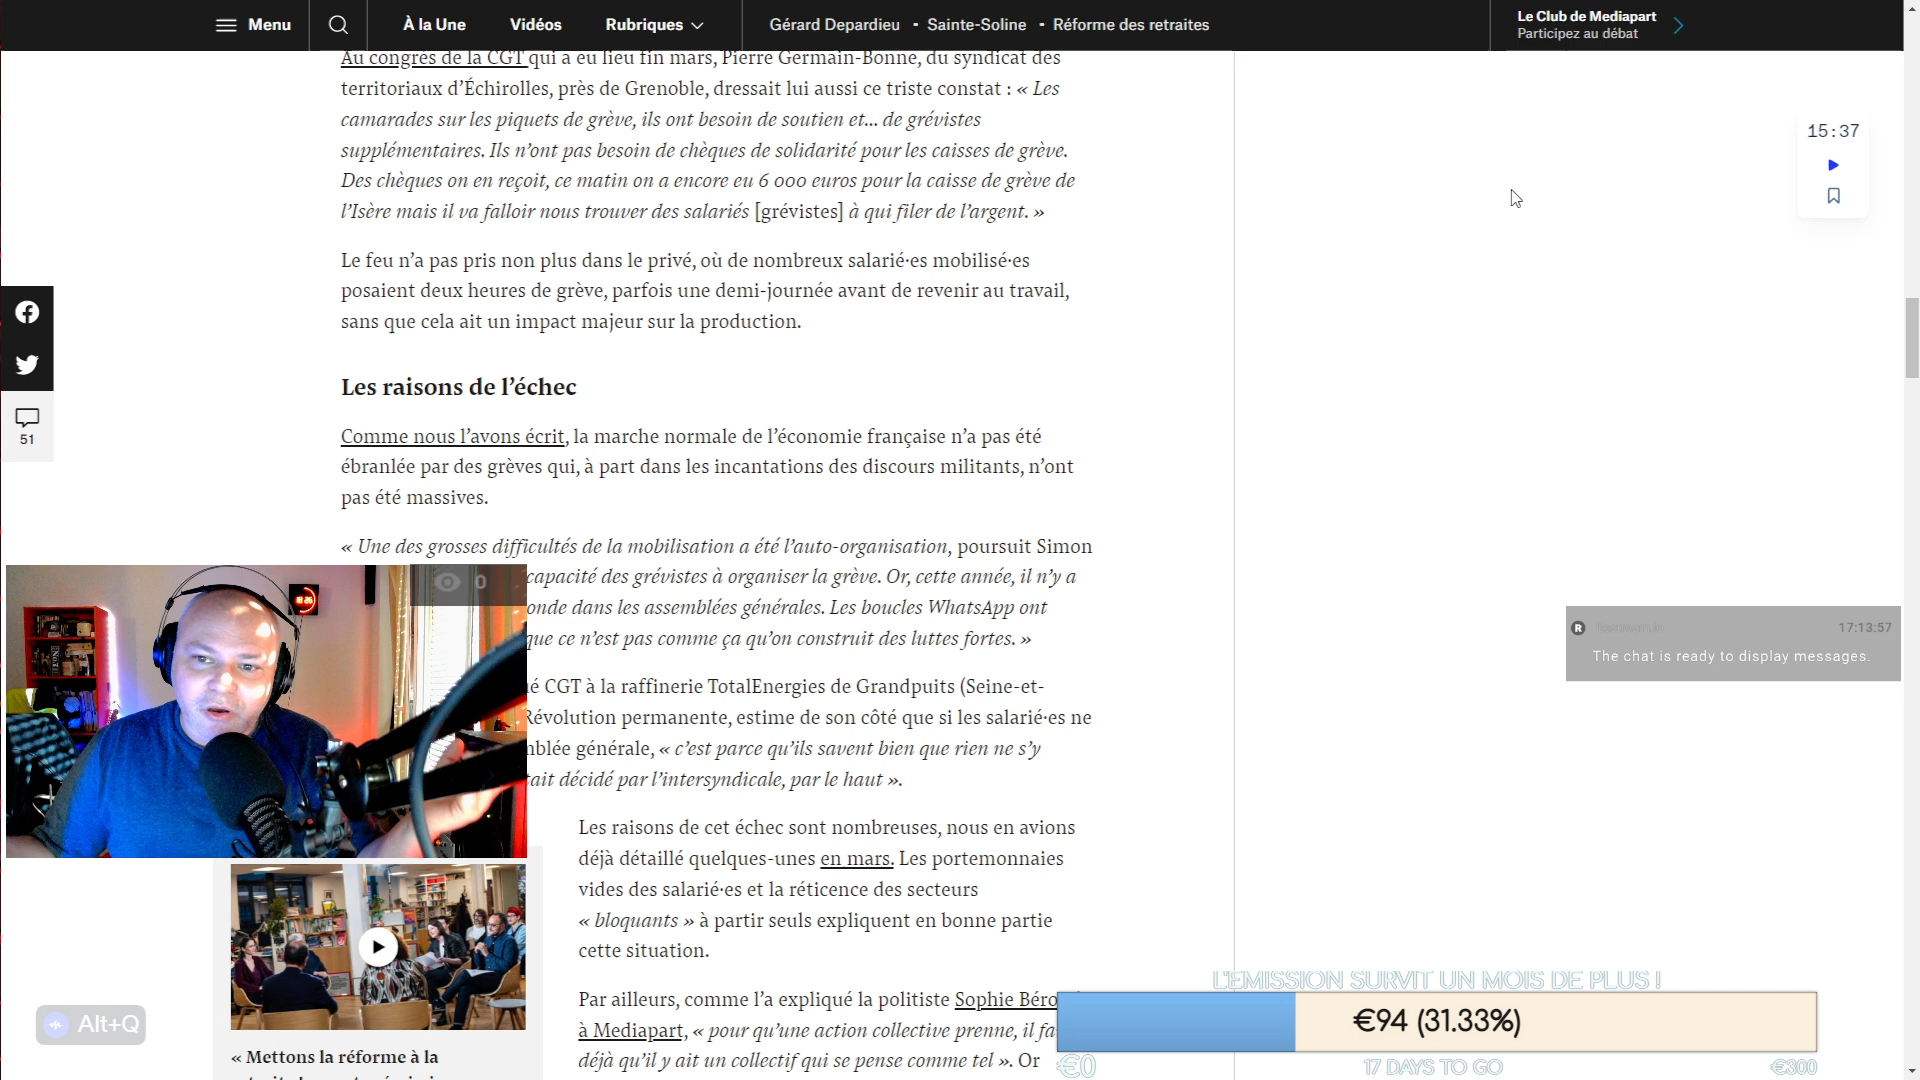 Menu
À la Une
Vidéos
Rubriques
Gérard Depardieu - Sainte-Soline - Réforme des retraites
Le Club de Mediapart
Participez au débat
Au congrès de la CGT qui a eu lieu fin mars, Pierre Germain-Bonne, du syndicat des
territoriaux d’Échirolles, près de Grenoble, dressait lui aussi ce triste constat : « Les
camarades sur les piquets de grève, ils ont besoin de soutien et... de grévistes
supplémentaires. Ils n’ont pas besoin de chèques de solidarité pour les caisses de grève.
Des chèques on en reçoit, ce matin on a encore eu 6 000 euros pour la caisse de grève de
l’Isère mais il va falloir nous trouver des salariés [grévistes] à qui filer de l’argent. »
15:37
Le feu n’a pas pris non plus dans le privé, où de nombreux salarié·es mobilisé·es
posaient deux heures de grève, parfois une demi-journée avant de revenir au travail,
sans que cela ait un impact majeur sur la production.
51
Les raisons de l’échec
Comme nous l’avons écrit, la marche normale de l’économie française n’a pas été
ébranlée par des grèves qui, à part dans les incantations des discours militants, n’ont
pas été massives.
« Une des grosses difficultés de la mobilisation a été l’auto-organisation, poursuit Simon
capacité des grévistes à organiser la grève. Or, cette année, il n’y a
onde dans les assemblées générales. Les boucles WhatsApp ont
que ce n’est pas comme ça qu’on construit des luttes fortes. »
é CGT à la raffinerie TotalEnergies de Grandpuits (Seine-et-
Révolution permanente, estime de son côté que si les salarié·es ne
mblée générale, « c’est parce qu’ils savent bien que rien ne s’y
tait décidé par l’intersyndicale, par le haut ».
0
17:13:57
The chat is ready to display messages.
Les raisons de cet échec sont nombreuses, nous en avions
déjà détaillé quelques-unes en mars. Les portemonnaies
vides des salarié·es et la réticence des secteurs
« bloquants » à partir seuls expliquent en bonne partie
cette situation.
Par ailleurs, comme l’a expliqué la politiste Sophie Béro
à Mediapart, « pour qu’une action collective prenne, il fa
déjà qu’il y ait un collectif qui se pense comme tel ». Or
Alt+Q
« Mettons la réforme à la
L'EMISSION SURVIT UN MOIS DE PLUS !
€94 (31.33%)
€0
17 DAYS TO GO
€300